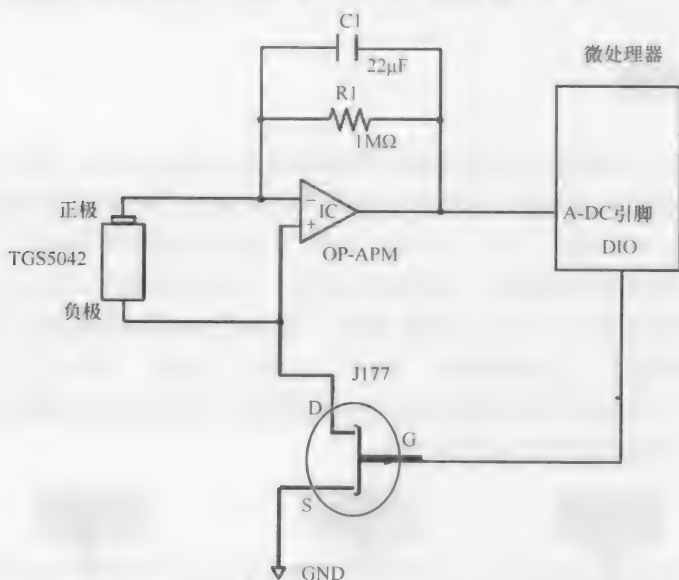 C1
22μF
R1
1MΩ
微处理器
正极
TGS5042
负极
−
IC
+
OP-APM
A-DC引脚
DIO
J177
D
G
S
GND